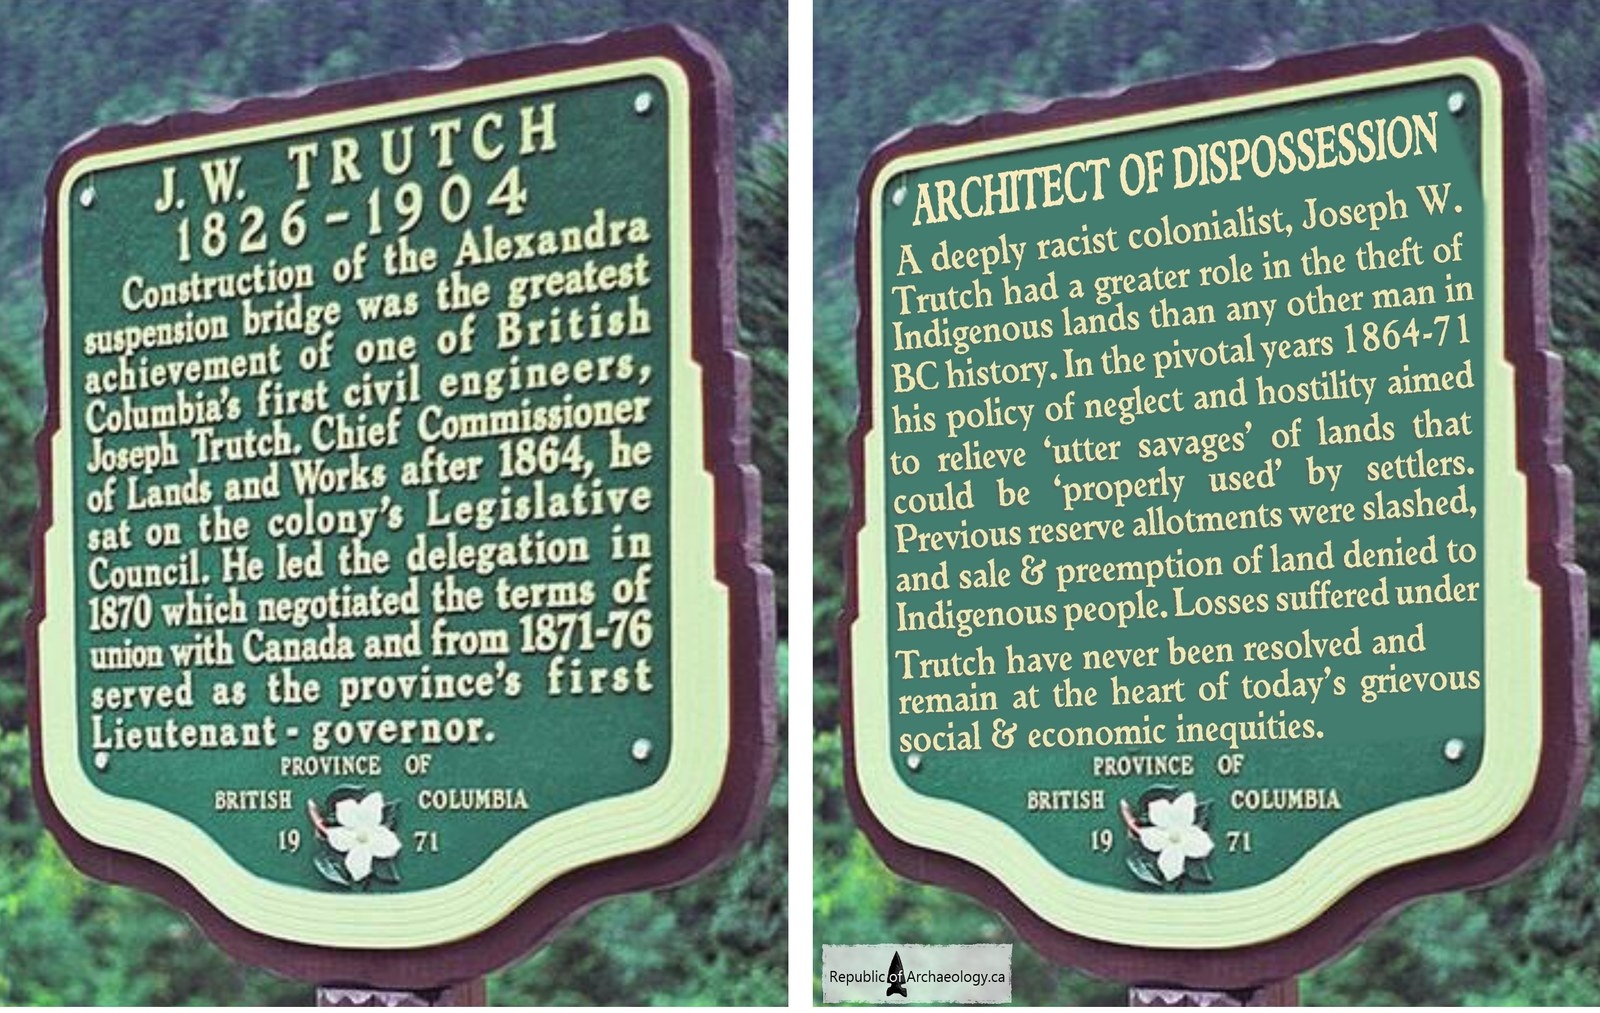 J. W. TRUTCH
1826-1904
Construction of the Alexandra
suspension bridge was the greatest
achievement of one of British
Columbia's first civil engineers,
Joseph Trutch. Chief Commissioner
of Lands and Works after 1864, he
sat on the colony's Legislative
Council. He led the delegation in
1870 which negotiated the terms of
union with Canada and from 1871-76
served as the province's first
Lieutenant - governor.
PROVINCE OF
BRITISH COLUMBIA
19 71
ARCHITECT OF DISPOSSESSION
A deeply racist colonialist, Joseph W.
Trutch had a greater role in the theft of
Indigenous lands than any other man in
BC history. In the pivotal years 1864-71
his policy of neglect and hostility aimed
to relieve 'utter savages' of lands that
could be 'properly used' by settlers.
Previous reserve allotments were slashed,
and sale & preemption of land denied to
Indigenous people. Losses suffered under
Trutch have never been resolved and
remain at the heart of today's grievous
social & economic inequities.
PROVINCE OF
BRITISH COLUMBIA
19 71
Republic of Archaeology.ca